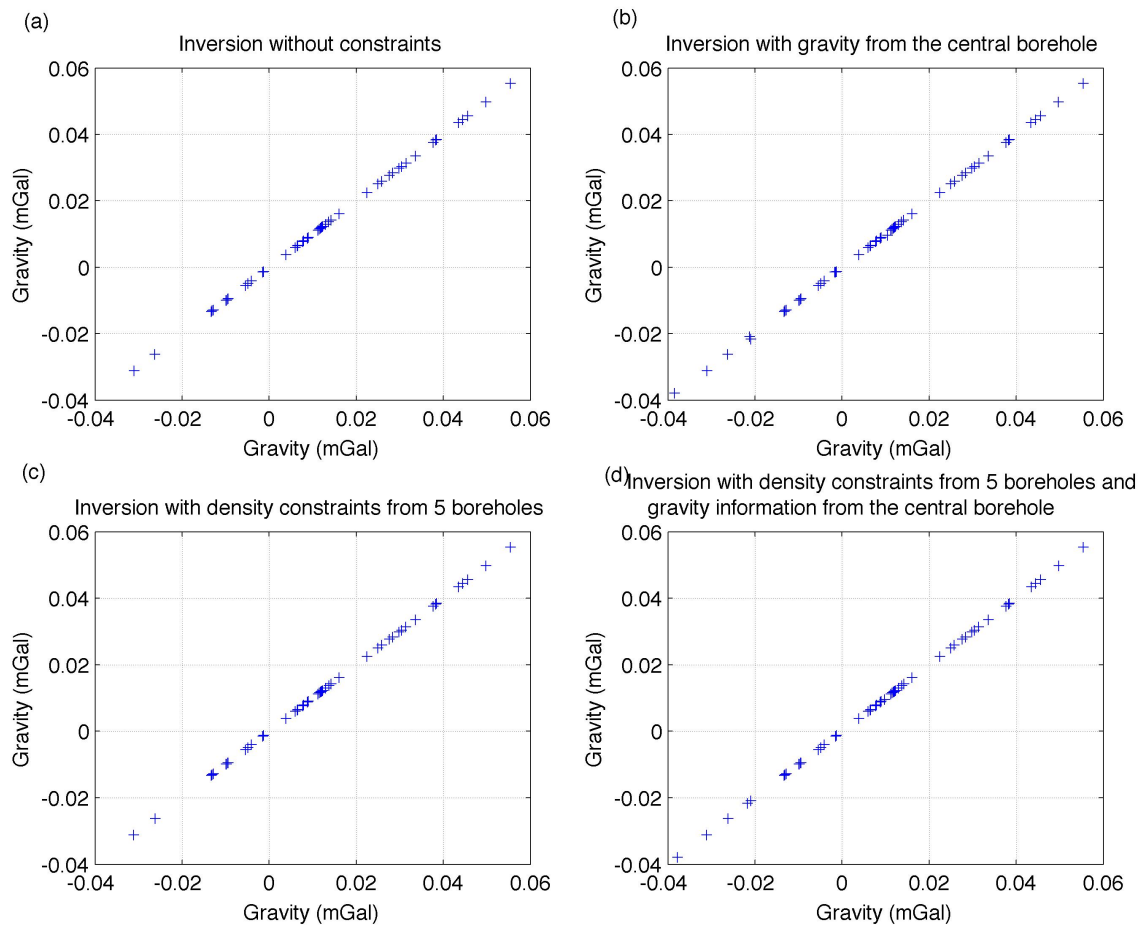 (a)
Inversion without constraints
0.06
0.04
0.02
0
-0.02
-0.04
Gravity (mGal)
-0.04 -0.02 0 0.02 0.04 0.06
Gravity (mGal)
(b)
Inversion with gravity from the central borehole
0.06
0.04
0.02
0
-0.02
-0.04
Gravity (mGal)
-0.04 -0.02 0 0.02 0.04 0.06
Gravity (mGal)
(c)
Inversion with density constraints from 5 boreholes
0.06
0.04
0.02
0
-0.02
-0.04
Gravity (mGal)
-0.04 -0.02 0 0.02 0.04 0.06
Gravity (mGal)
(d)
Inversion with density constraints from 5 boreholes and
gravity information from the central borehole
0.06
0.04
0.02
0
-0.02
-0.04
Gravity (mGal)
-0.04 -0.02 0 0.02 0.04 0.06
Gravity (mGal)